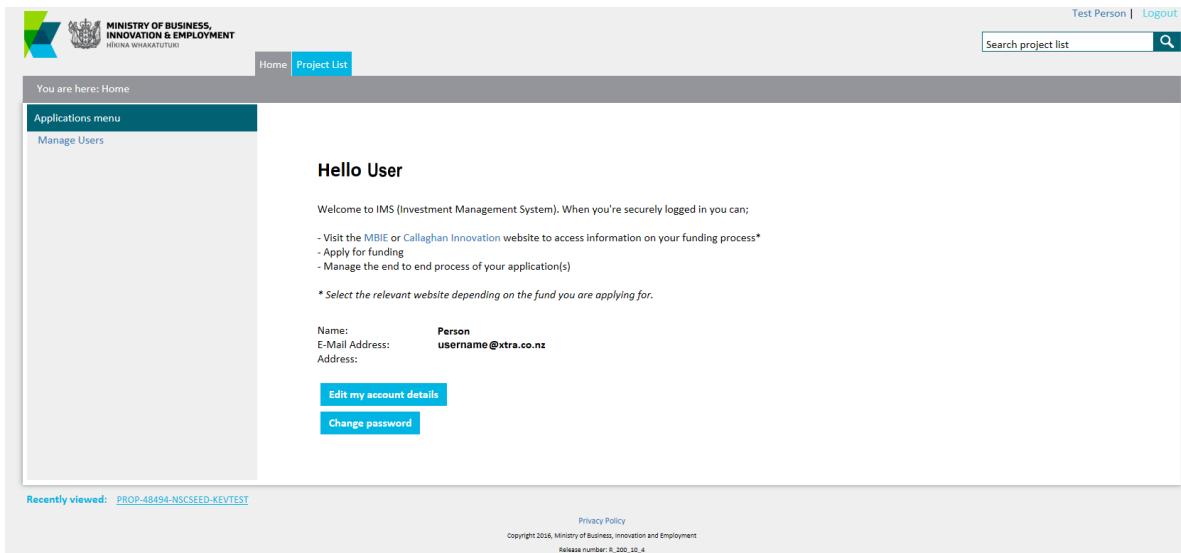 MINISTRY OF BUSINESS,
INNOVATION & EMPLOYMENT
HĪKINA WHAKATUTUKI
Test Person | Logout
Search project list
Home Project List
You are here: Home
Applications menu
Manage Users
Hello User
Welcome to IMS (Investment Management System). When you're securely logged in you can;
- Visit the MBIE or Callaghan Innovation website to access information on your funding process*
- Apply for funding
- Manage the end to end process of your application(s)
* Select the relevant website depending on the fund you are applying for.
Name: Person
E-Mail Address: username@xtra.co.nz
Address:
Edit my account details
Change password
Recently viewed: PROP-48494-NSCSEED-KEVTEST
Privacy Policy
Copyright 2016, Ministry of Business, Innovation and Employment
Release number: R_200_10_4